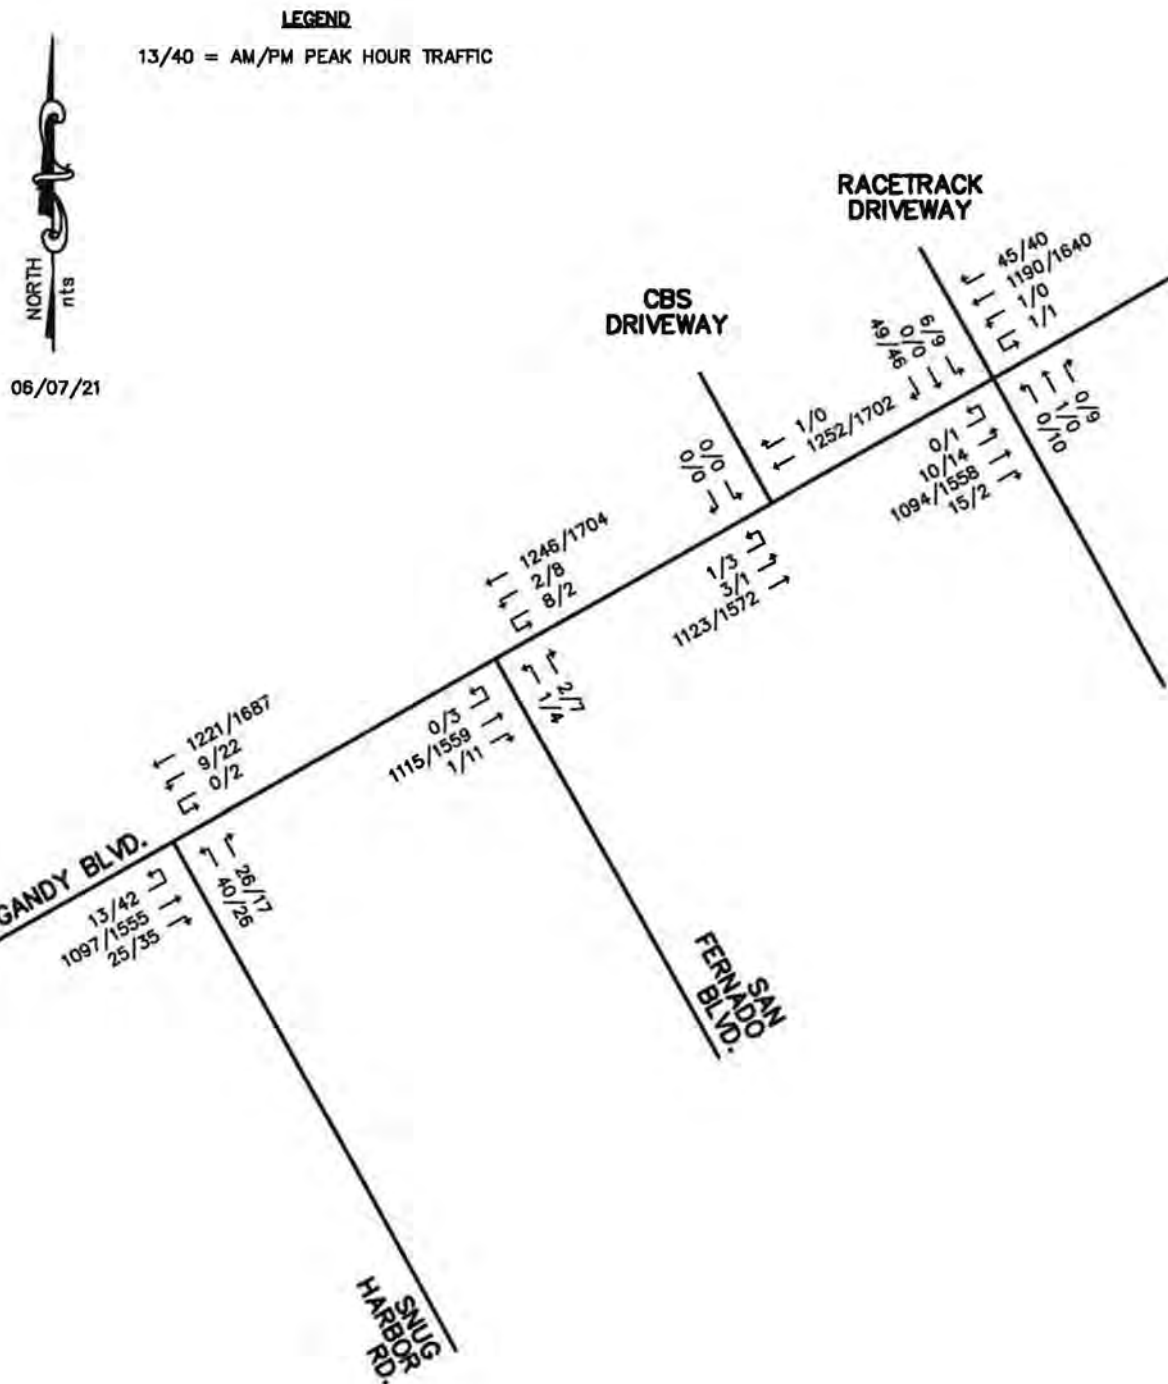 LEGEND
13/40 = AM/PM PEAK HOUR TRAFFIC
NORTH
nts
06/07/21
RACETRACK
DRIVEWAY
45/40
1190/1640
1/0
1/1
6/9
0/0
49/46
0/9
1/0
0/10
0/1
10/14
1094/1558
15/2
CBS
DRIVEWAY
1/0
1252/1702
0/0
0/0
1/3
3/1
1123/1572
1246/1704
2/8
8/2
0/3
1115/1559
1/11
2/7
1/4
SAN
FERNADO
BLVD.
1221/1687
9/22
0/2
GANDY BLVD.
13/42
1097/1555
25/35
26/17
40/26
SNUG
HARBOR
RD.